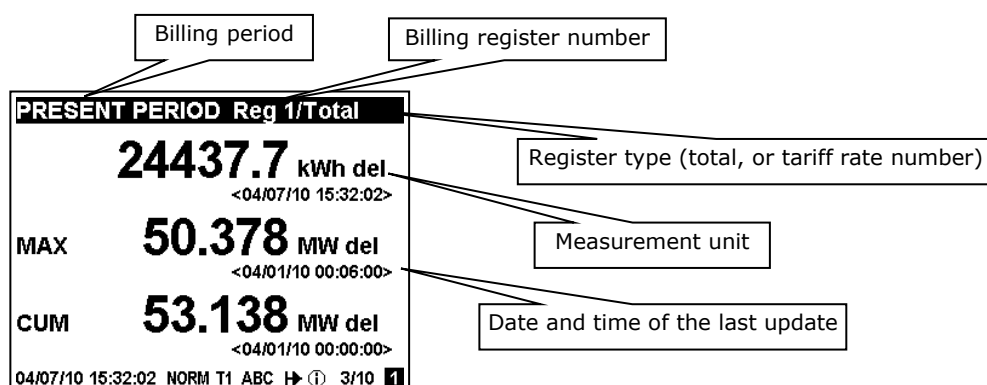 Billing period
Billing register number
PRESENT PERIOD Reg 1/Total
24437.7 kWh del
<04/07/10 15:32:02>
Register type (total, or tariff rate number)
MAX 50.378 MW del
<04/01/10 00:06:00>
Measurement unit
CUM 53.138 MW del
<04/01/10 00:00:00>
Date and time of the last update
04/07/10 15:32:02 NORM T1 ABC 3/10 1